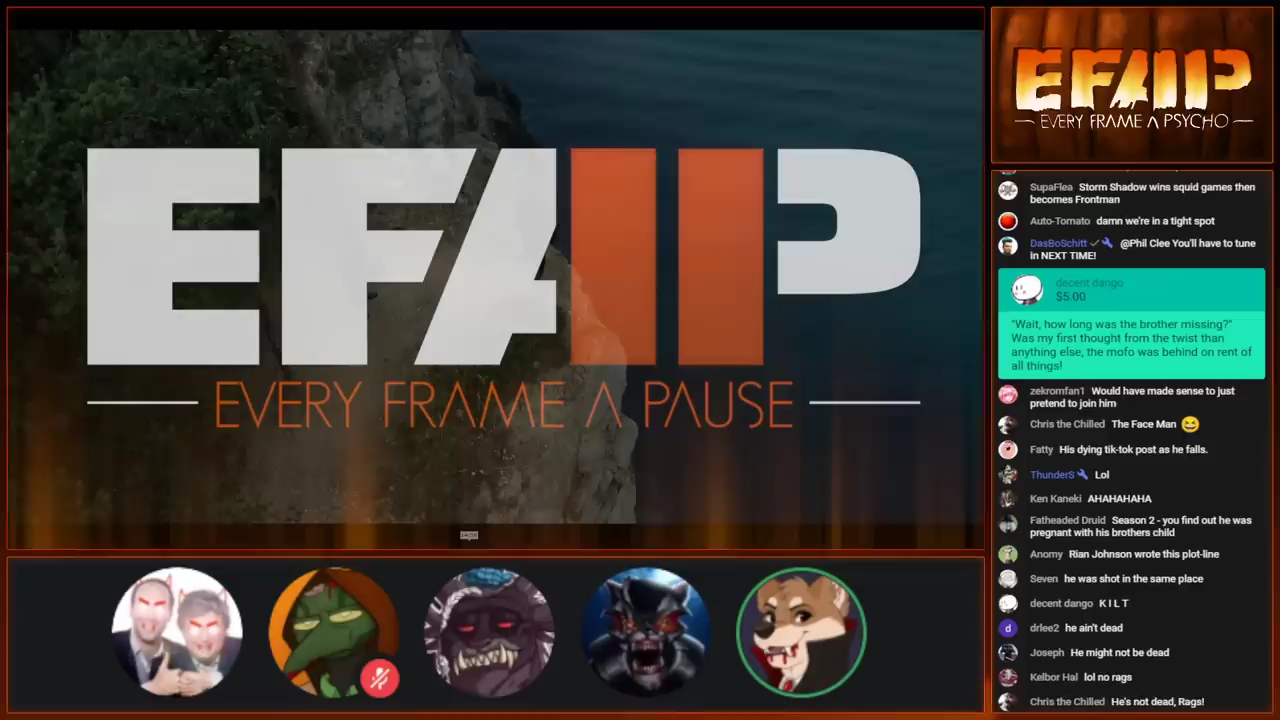 EFAP
EVERY FRAME A PAUSE
EFAP
EVERY FRAME A PSYCHO
SupaFlea Storm Shadow wins squid games then
becomes Frontman
Auto-Tomato damn we're in a tight spot
DasBoSchitt @Phil Clee You'll have to tune
in NEXT TIME!
decent dango
$5.00
"Wait, how long was the brother missing?"
Was my first thought from the twist than
anything else, the mofo was behind on rent of
all things!
zekromfan1 Would have made sense to just
pretend to join him
Chris the Chilled The Face Man 😆
Fatty His dying tik-tok post as he falls.
ThunderS Lol
Ken Kaneki AHAHAHAHA
Fatheaded Druid Season 2 - you find out he was
pregnant with his brothers child
Anomy Rian Johnson wrote this plot-line
Seven he was shot in the same place
decent dango K I L T
drlee2 he ain't dead
Joseph He might not be dead
Kelbor Hal lol no rags
Chris the Chilled He's not dead, Rags!